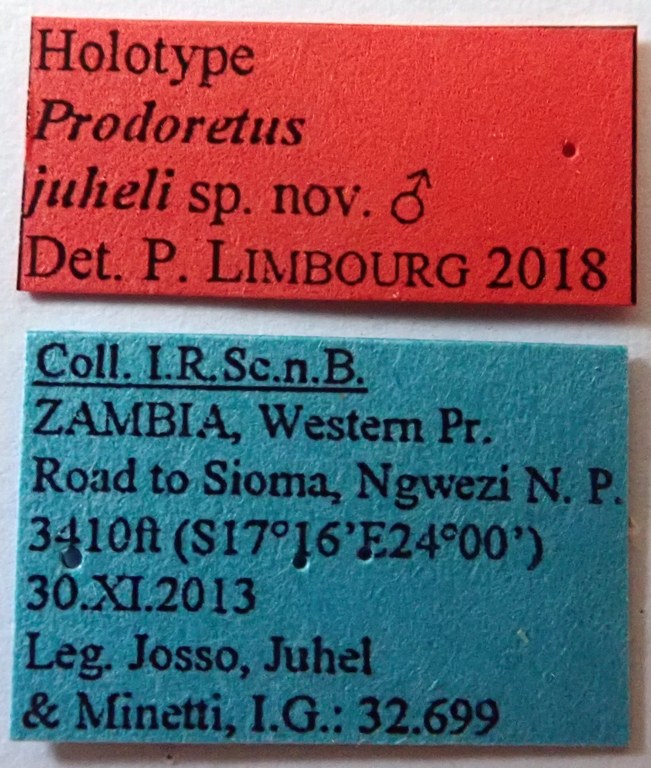 Holotype
Prodoretus
juheli sp. nov. ♂
Det. P. LIMBOURG 2018
Coll. I.R.Sc.n.B.
ZAMBIA, Western Pr.
Road to Sioma, Ngwezi N. P.
3410ft (S17°16’E24°00’)
30.XI.2013
Leg. Josso, Juhel
& Minetti, I.G.: 32.699